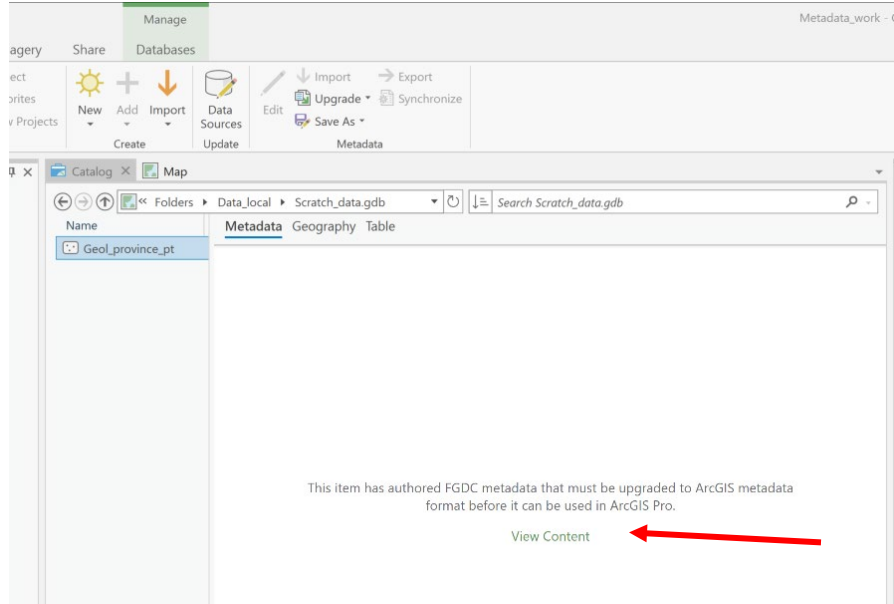 Manage
Metadata_work - C
agery Share Databases
ect
orites
v Projects
New Add Import
Data Sources
Edit
Import Export
Upgrade Synchronize
Save As
Create Update Metadata
Catalog Map
« Folders Data_local Scratch_data.gdb
Search Scratch_data.gdb
Name
Metadata Geography Table
Geol_province_pt
This item has authored FGDC metadata that must be upgraded to ArcGIS metadata
format before it can be used in ArcGIS Pro.
View Content